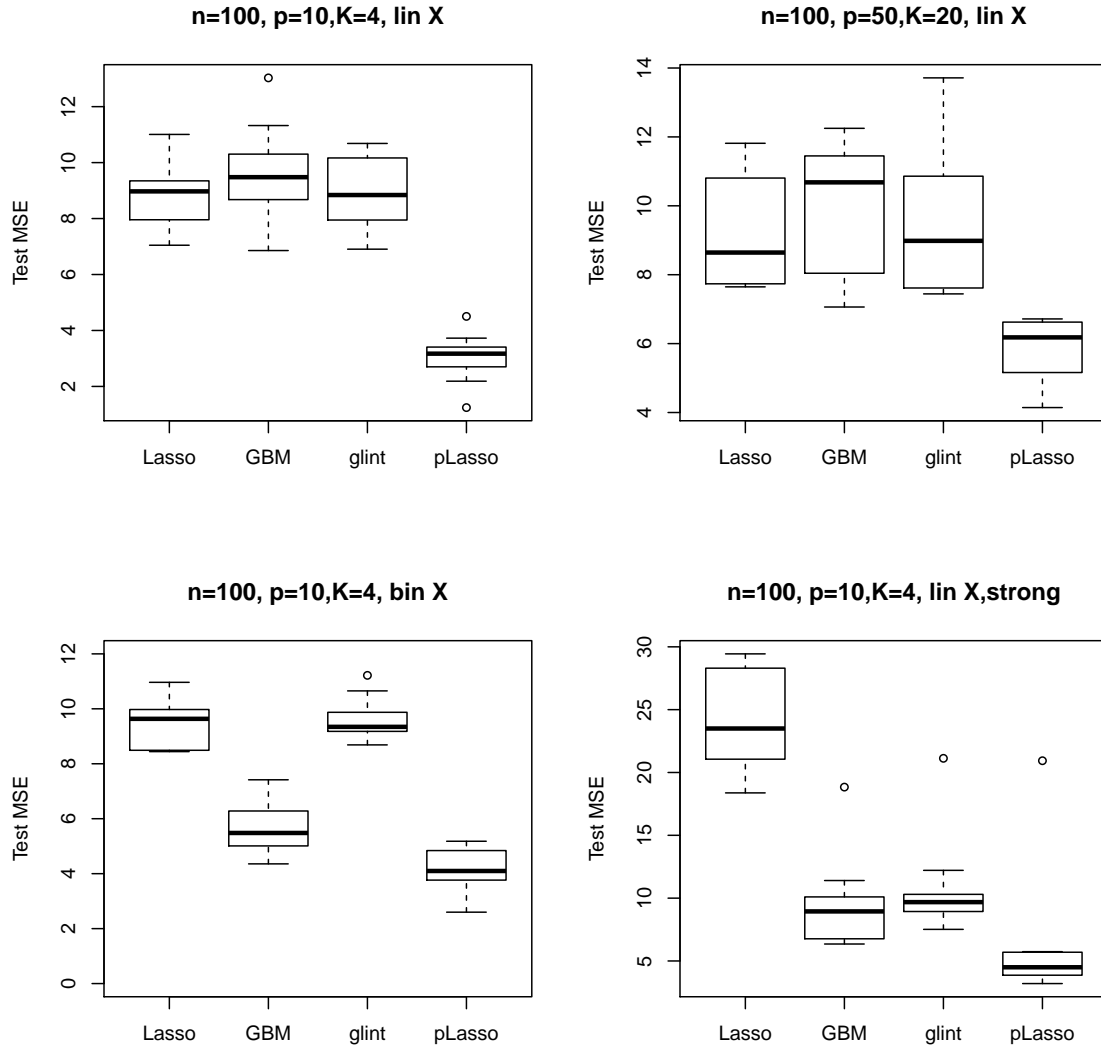 n=100, p=10,K=4, lin X
Test MSE
12
10
8
6
4
2
Lasso GBM glint pLasso
n=100, p=50,K=20, lin X
Test MSE
14
12
10
8
6
4
Lasso GBM glint pLasso
n=100, p=10,K=4, bin X
Test MSE
12
10
8
6
4
2
0
Lasso GBM glint pLasso
n=100, p=10,K=4, lin X,strong
Test MSE
30
25
20
15
10
5
Lasso GBM glint pLasso